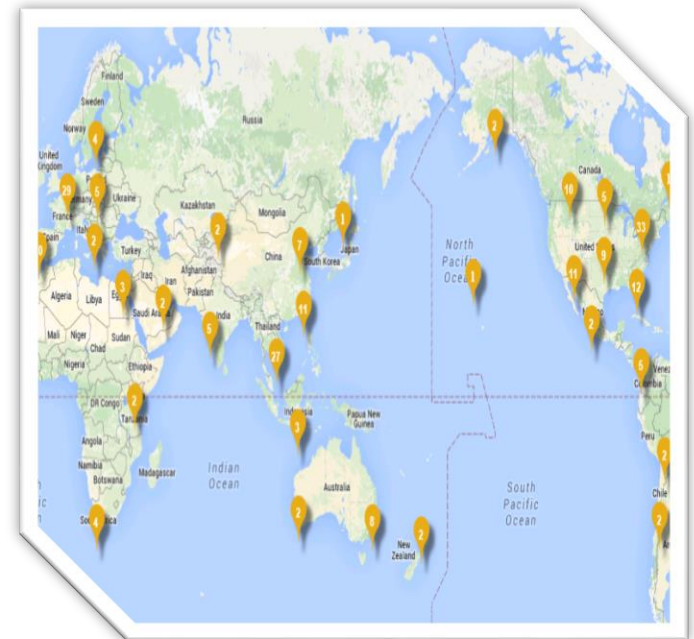 Finland
Sweden
Norway
4
Russia
2
United
Kingdom
Canada
29
5
Ukraine
Kazakhstan
Mongolia
5
France
Italy
2
2
7
1
Japan
North
Pacific
Ocean
33
Spain
Turkey
China
South Korea
1
11
9
Algeria
Libya
3
Iraq
Iran
Afghanistan
Pakistan
12
2
Saudi
India
11
2
Mali
Niger
Chad
Sudan
5
Thailand
Nigeria
Ethiopia
27
5
Colombia
DR Congo
2
Tanzania
Indonesia
3
Papua New
Guinea
Peru
Angola
2
Namibia
Botswana
Madagascar
Indian
Ocean
Australia
South
Pacific
Ocean
Chile
4
2
8
2
2
New
Zealand